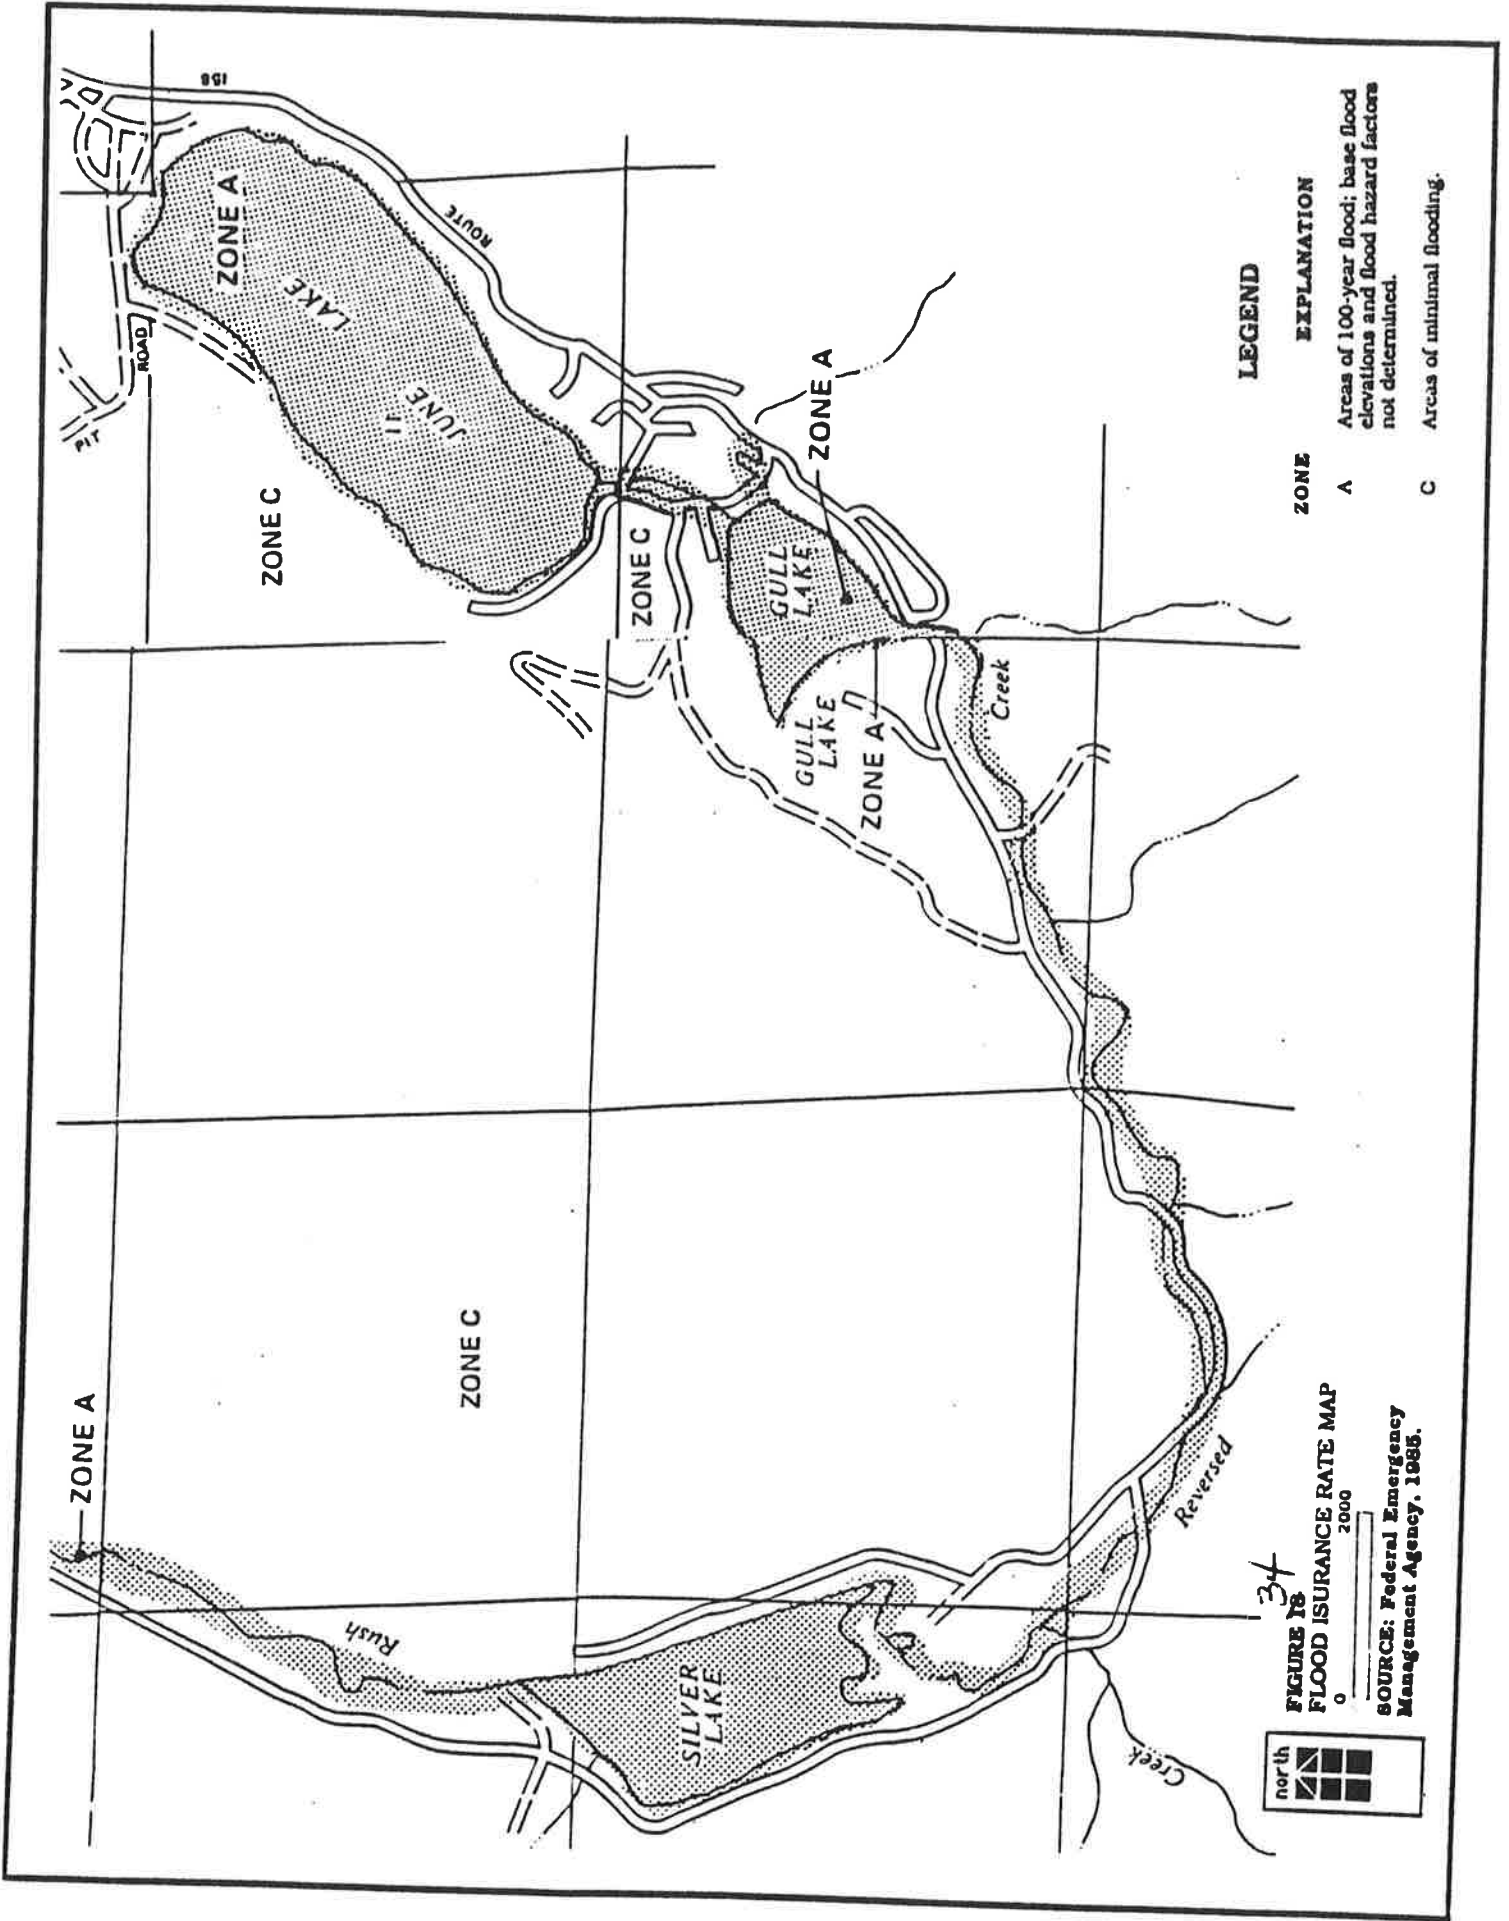 ZONE A
Rush
ZONE C
SILVER
LAKE
Creek
Reversed
ZONE C
PIT
ROAD
JUNE
LAKE
ZONE A
158
ROUTE
ZONE C
GULL
LAKE
ZONE A
GULL
LAKE
ZONE A
Creek
north
FIGURE 18 34
FLOOD ISURANCE RATE MAP
0 2000
SOURCE: Federal Emergency
Management Agency, 1985.
LEGEND
ZONE EXPLANATION
A Areas of 100-year flood; base flood
elevations and flood hazard factors
not determined.
C Areas of minimal flooding.